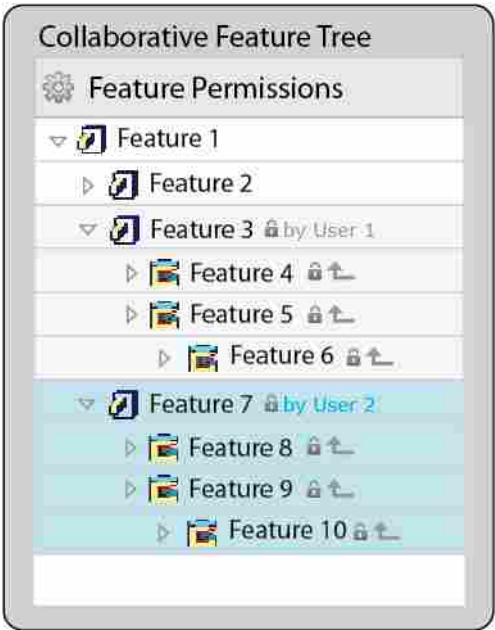 Collaborative Feature Tree
Feature Permissions
Feature 1
Feature 2
Feature 3 by User 1
Feature 4
Feature 5
Feature 6
Feature 7 by User 2
Feature 8
Feature 9
Feature 10